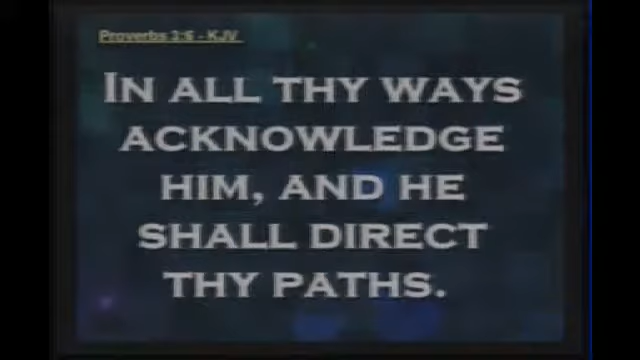 Proverbs 3:6 - KJV
IN ALL THY WAYS
ACKNOWLEDGE
HIM, AND HE
SHALL DIRECT
THY PATHS.